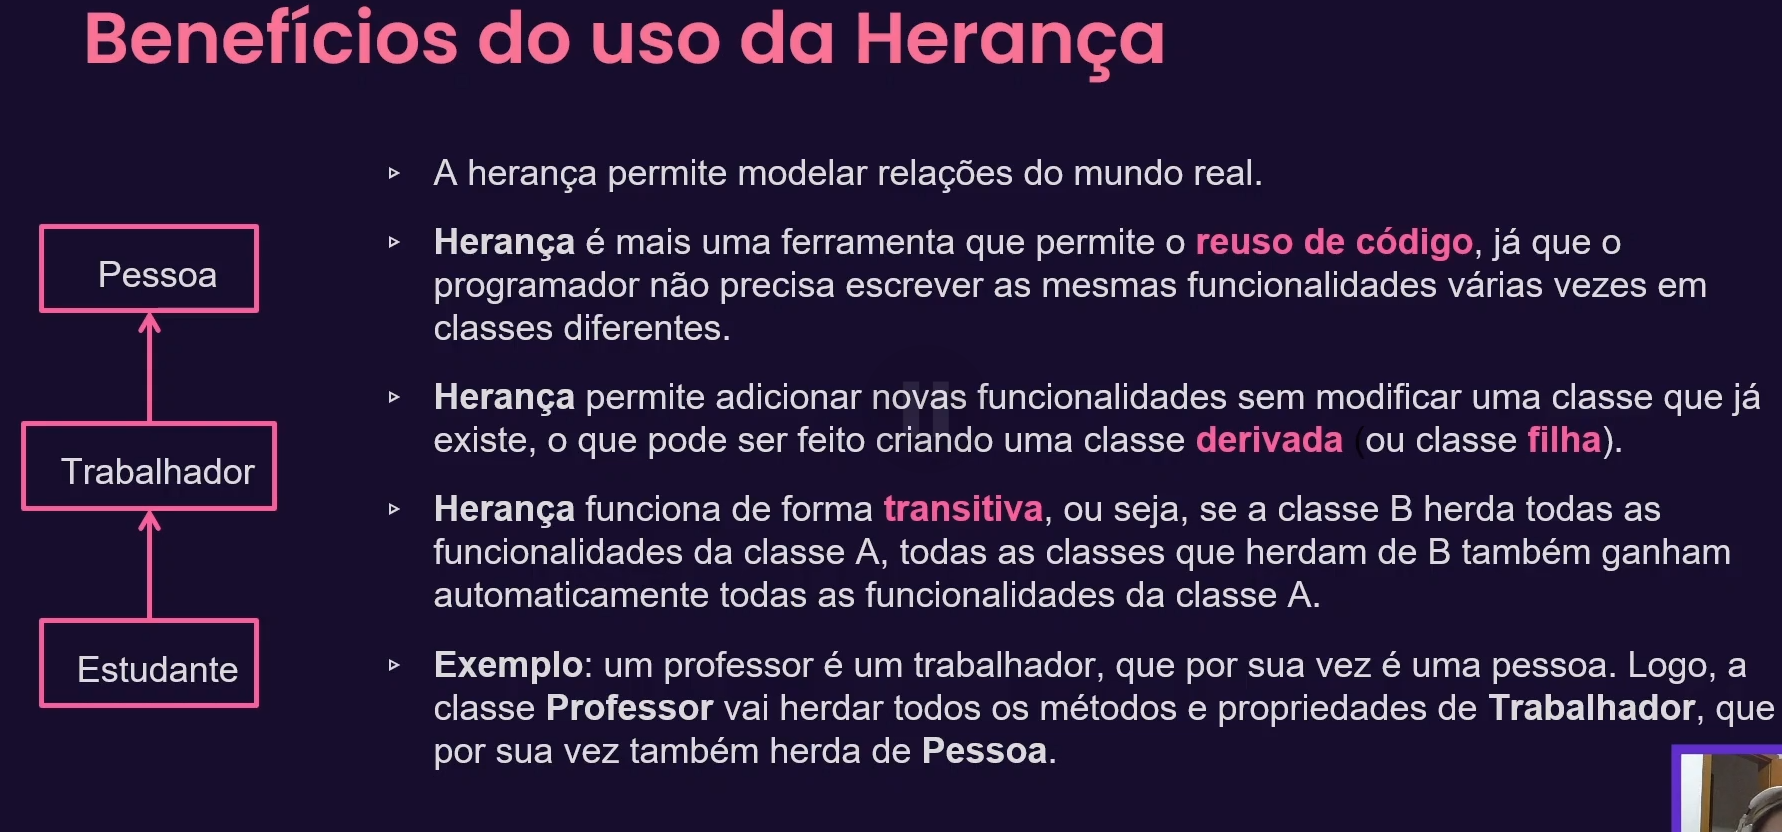 Benefícios do uso da Herança
A herança permite modelar relações do mundo real.
Herança é mais uma ferramenta que permite o reuso de código, já que o
programador não precisa escrever as mesmas funcionalidades várias vezes em
classes diferentes.
Herança permite adicionar novas funcionalidades sem modificar uma classe que já
existe, o que pode ser feito criando uma classe derivada (ou classe filha).
Herança funciona de forma transitiva, ou seja, se a classe B herda todas as
funcionalidades da classe A, todas as classes que herdam de B também ganham
automaticamente todas as funcionalidades da classe A.
Exemplo: um professor é um trabalhador, que por sua vez é uma pessoa. Logo, a
classe Professor vai herdar todos os métodos e propriedades de Trabalhador, que
por sua vez também herda de Pessoa.
Pessoa
Trabalhador
Estudante